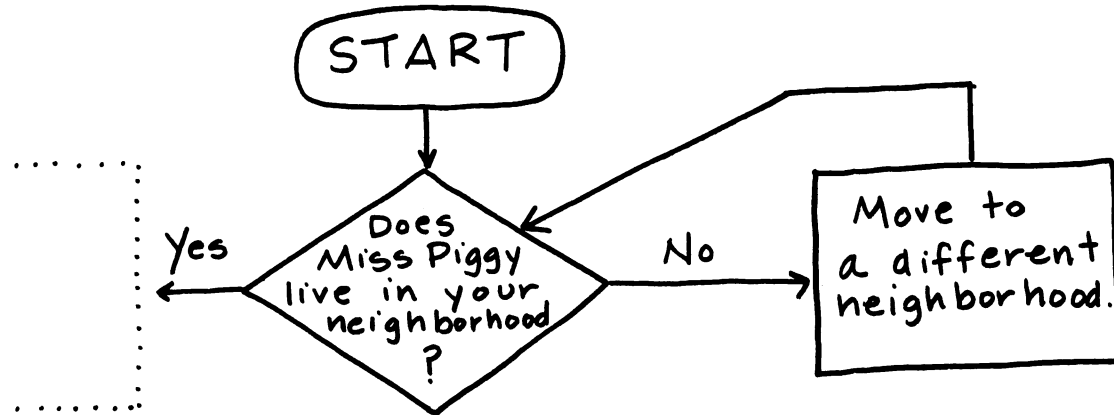 START
Does
Miss Piggy
live in your
neighborhood
?
Yes
No
Move to
a different
neighborhood.